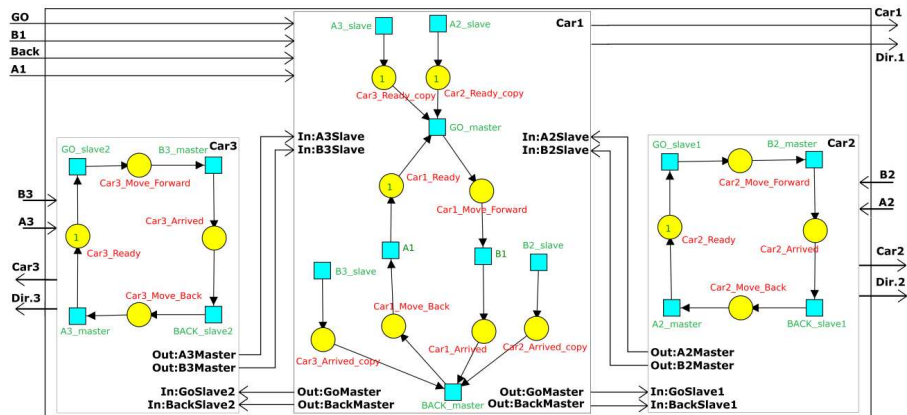 GO
B1
Back
A1
Car1
Dir.1
A3_slave
A2_slave
Car1
1
1
Car3_Ready_copy
Car2_Ready_copy
GO_master
In:A3Slave
In:B3Slave
In:A2Slave
In:B2Slave
Car1_Ready
1
Car1_Move_Forward
A1
B1
B3_slave
B2_slave
Car1_Move_Back
Car3_Arrived_copy
Car1_Arrived
Car2_Arrived_copy
BACK_master
Out:GoMaster
Out:BackMaster
Out:GoMaster
Out:BackMaster
Car3
GO_slave2
B3_master
Car3_Move_Forward
B3
A3
Car3_Arrived
1
Car3_Ready
Car3
Dir.3
Car3_Move_Back
A3_master
BACK_slave2
Out:A3Master
Out:B3Master
In:GoSlave2
In:BackSlave2
Car2
GO_slave1
B2_master
Car2_Move_Forward
B2
A2
1
Car2_Ready
Car2_Arrived
Car2
Dir.2
Car2_Move_Back
A2_master
BACK_slave1
Out:A2Master
Out:B2Master
In:GoSlave1
In:BackSlave1